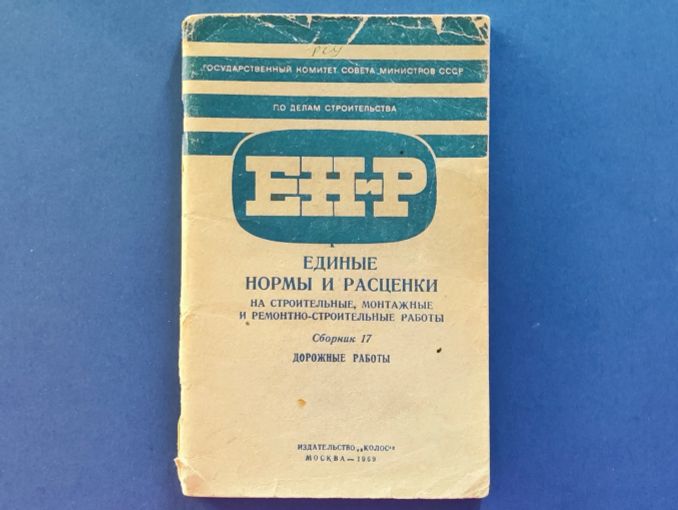 РСУ
ГОСУДАРСТВЕННЫЙ КОМИТЕТ СОВЕТА МИНИСТРОВ СССР
ПО ДЕЛАМ СТРОИТЕЛЬСТВА
ЕНиР
ЕДИНЫЕ
НОРМЫ И РАСЦЕНКИ
НА СТРОИТЕЛЬНЫЕ, МОНТАЖНЫЕ
И РЕМОНТНО-СТРОИТЕЛЬНЫЕ РАБОТЫ
Сборник 17
ДОРОЖНЫЕ РАБОТЫ
ИЗДАТЕЛЬСТВО „КОЛОС“
МОСКВА — 1969